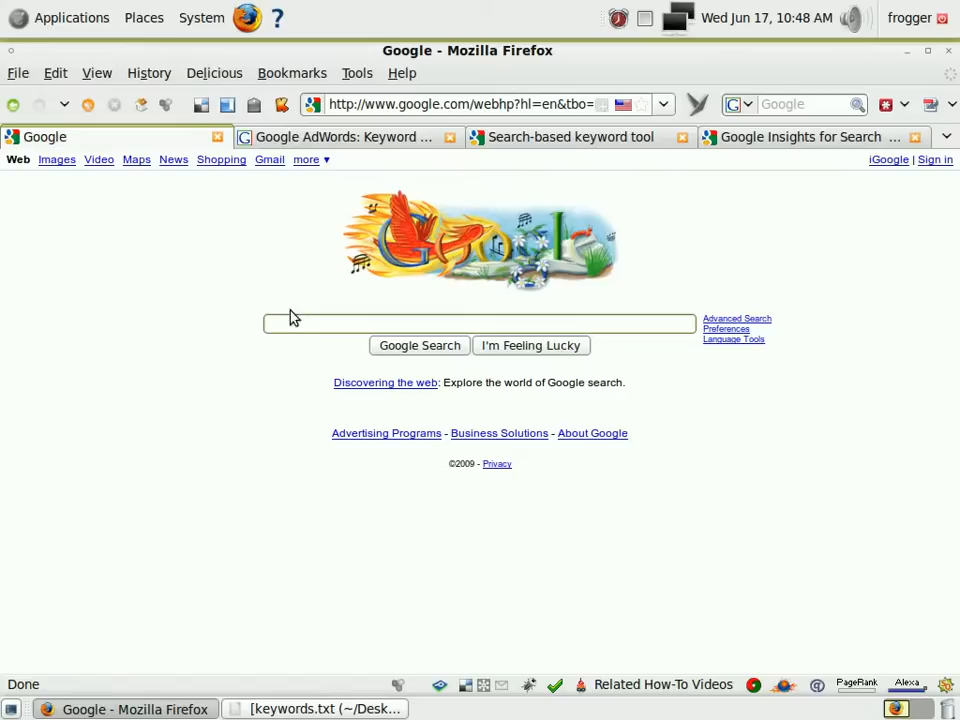 Applications Places System ? Wed Jun 17, 10:48 AM frogger
Google - Mozilla Firefox
File Edit View History Delicious Bookmarks Tools Help
http://www.google.com/webhp?hl=en&tbo= G Google
Google Google AdWords: Keyword ... Search-based keyword tool Google Insights for Search ...
Web Images Video Maps News Shopping Gmail more ▼ iGoogle | Sign in
Google
Advanced Search
Preferences
Language Tools
Google Search I'm Feeling Lucky
Discovering the web: Explore the world of Google search.
Advertising Programs - Business Solutions - About Google
©2009 - Privacy
Done Related How-To Videos @ PageRank Alexa
Google - Mozilla Firefox [keywords.txt (~/Desk...